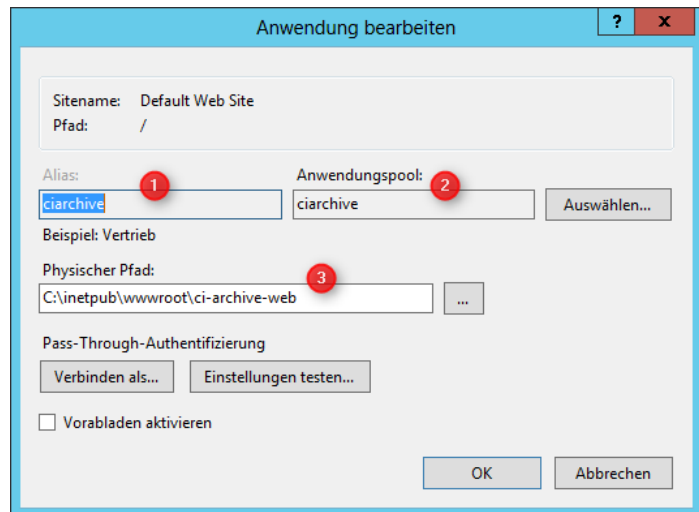 Anwendung bearbeiten
?
x
Sitename: Default Web Site
Pfad: /
Alias:
1
Anwendungspool:
2
ciarchive
ciarchive
Auswählen...
Beispiel: Vertrieb
Physischer Pfad:
3
C:\inetpub\wwwroot\ci-archive-web
...
Pass-Through-Authentifizierung
Verbinden als...
Einstellungen testen...
Vorabladen aktivieren
OK
Abbrechen